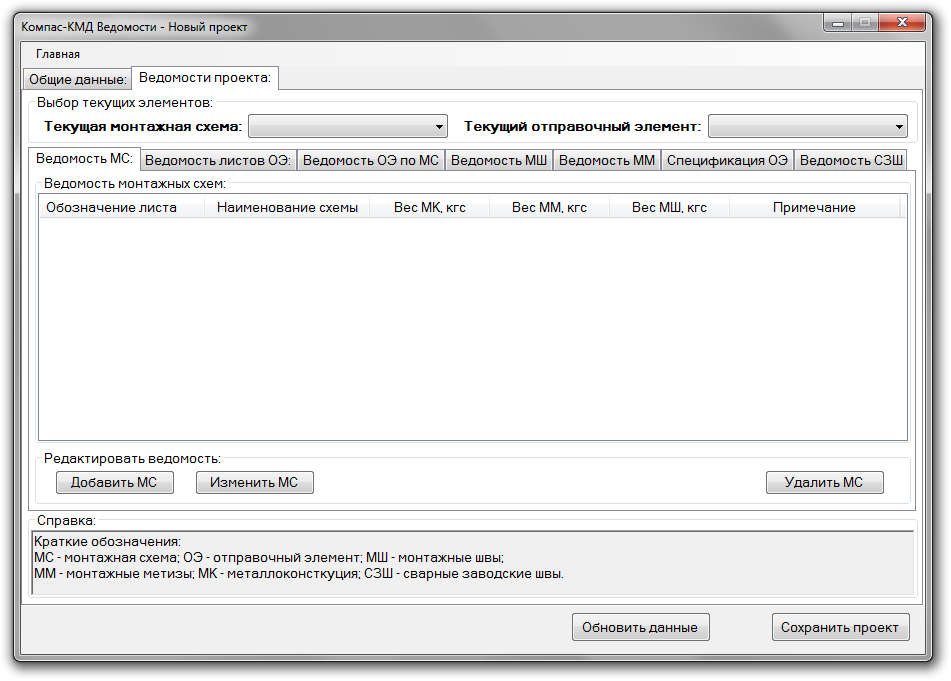 Компас-КМД Ведомости - Новый проект
Главная
Общие данные: Ведомости проекта:
Выбор текущих элементов:
Текущая монтажная схема: Текущий отправочный элемент:
Ведомость МС: Ведомость листов ОЭ: Ведомость ОЭ по МС Ведомость МШ Ведомость ММ Спецификация ОЭ Ведомость СЗШ
Ведомость монтажных схем:
Обозначение листа Наименование схемы Вес МК, кгс Вес ММ, кгс Вес МШ, кгс Примечание
Редактировать ведомость:
Добавить МС Изменить МС Удалить МС
Справка:
Краткие обозначения:
МС - монтажная схема; ОЭ - отправочный элемент; МШ - монтажные швы;
ММ - монтажные метизы; МК - металлоконсткуция; СЗШ - сварные заводские швы.
Обновить данные Сохранить проект